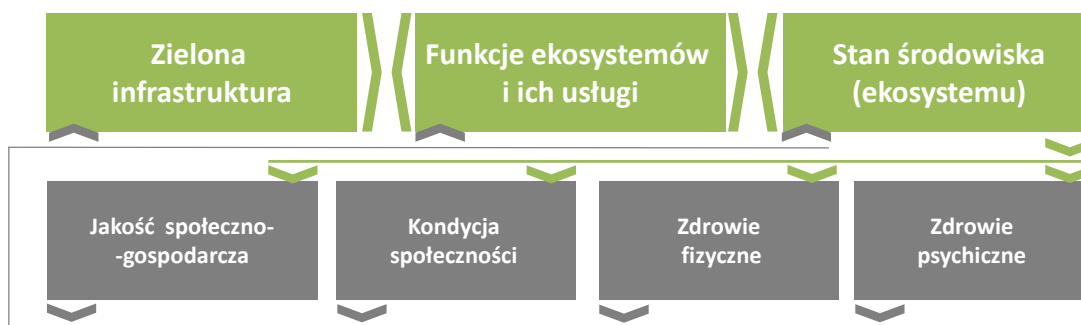 Zielona
infrastruktura
Funkcje ekosystemów
i ich usługi
Stan środowiska
(ekosystemu)
Jakość społeczno-
-gospodarcza
Kondycja
społeczności
Zdrowie
fizyczne
Zdrowie
psychiczne